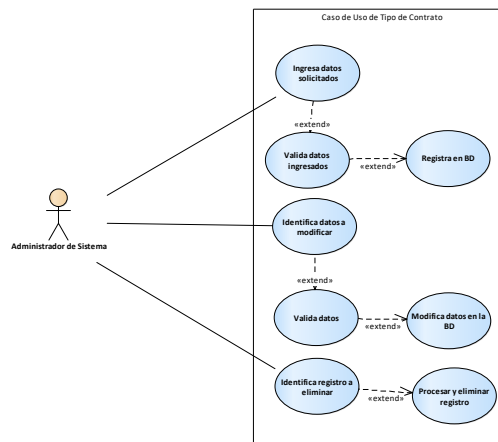 Caso de Uso de Tipo de Contrato
Ingresa datos
solicitados
«extend»
Valida datos
ingresados
«extend»
Registra en BD
Administrador de Sistema
Identifica datos a
modificar
«extend»
Valida datos
«extend»
Modifica datos en la
BD
Identifica registro a
eliminar
«extend»
Procesar y eliminar
registro